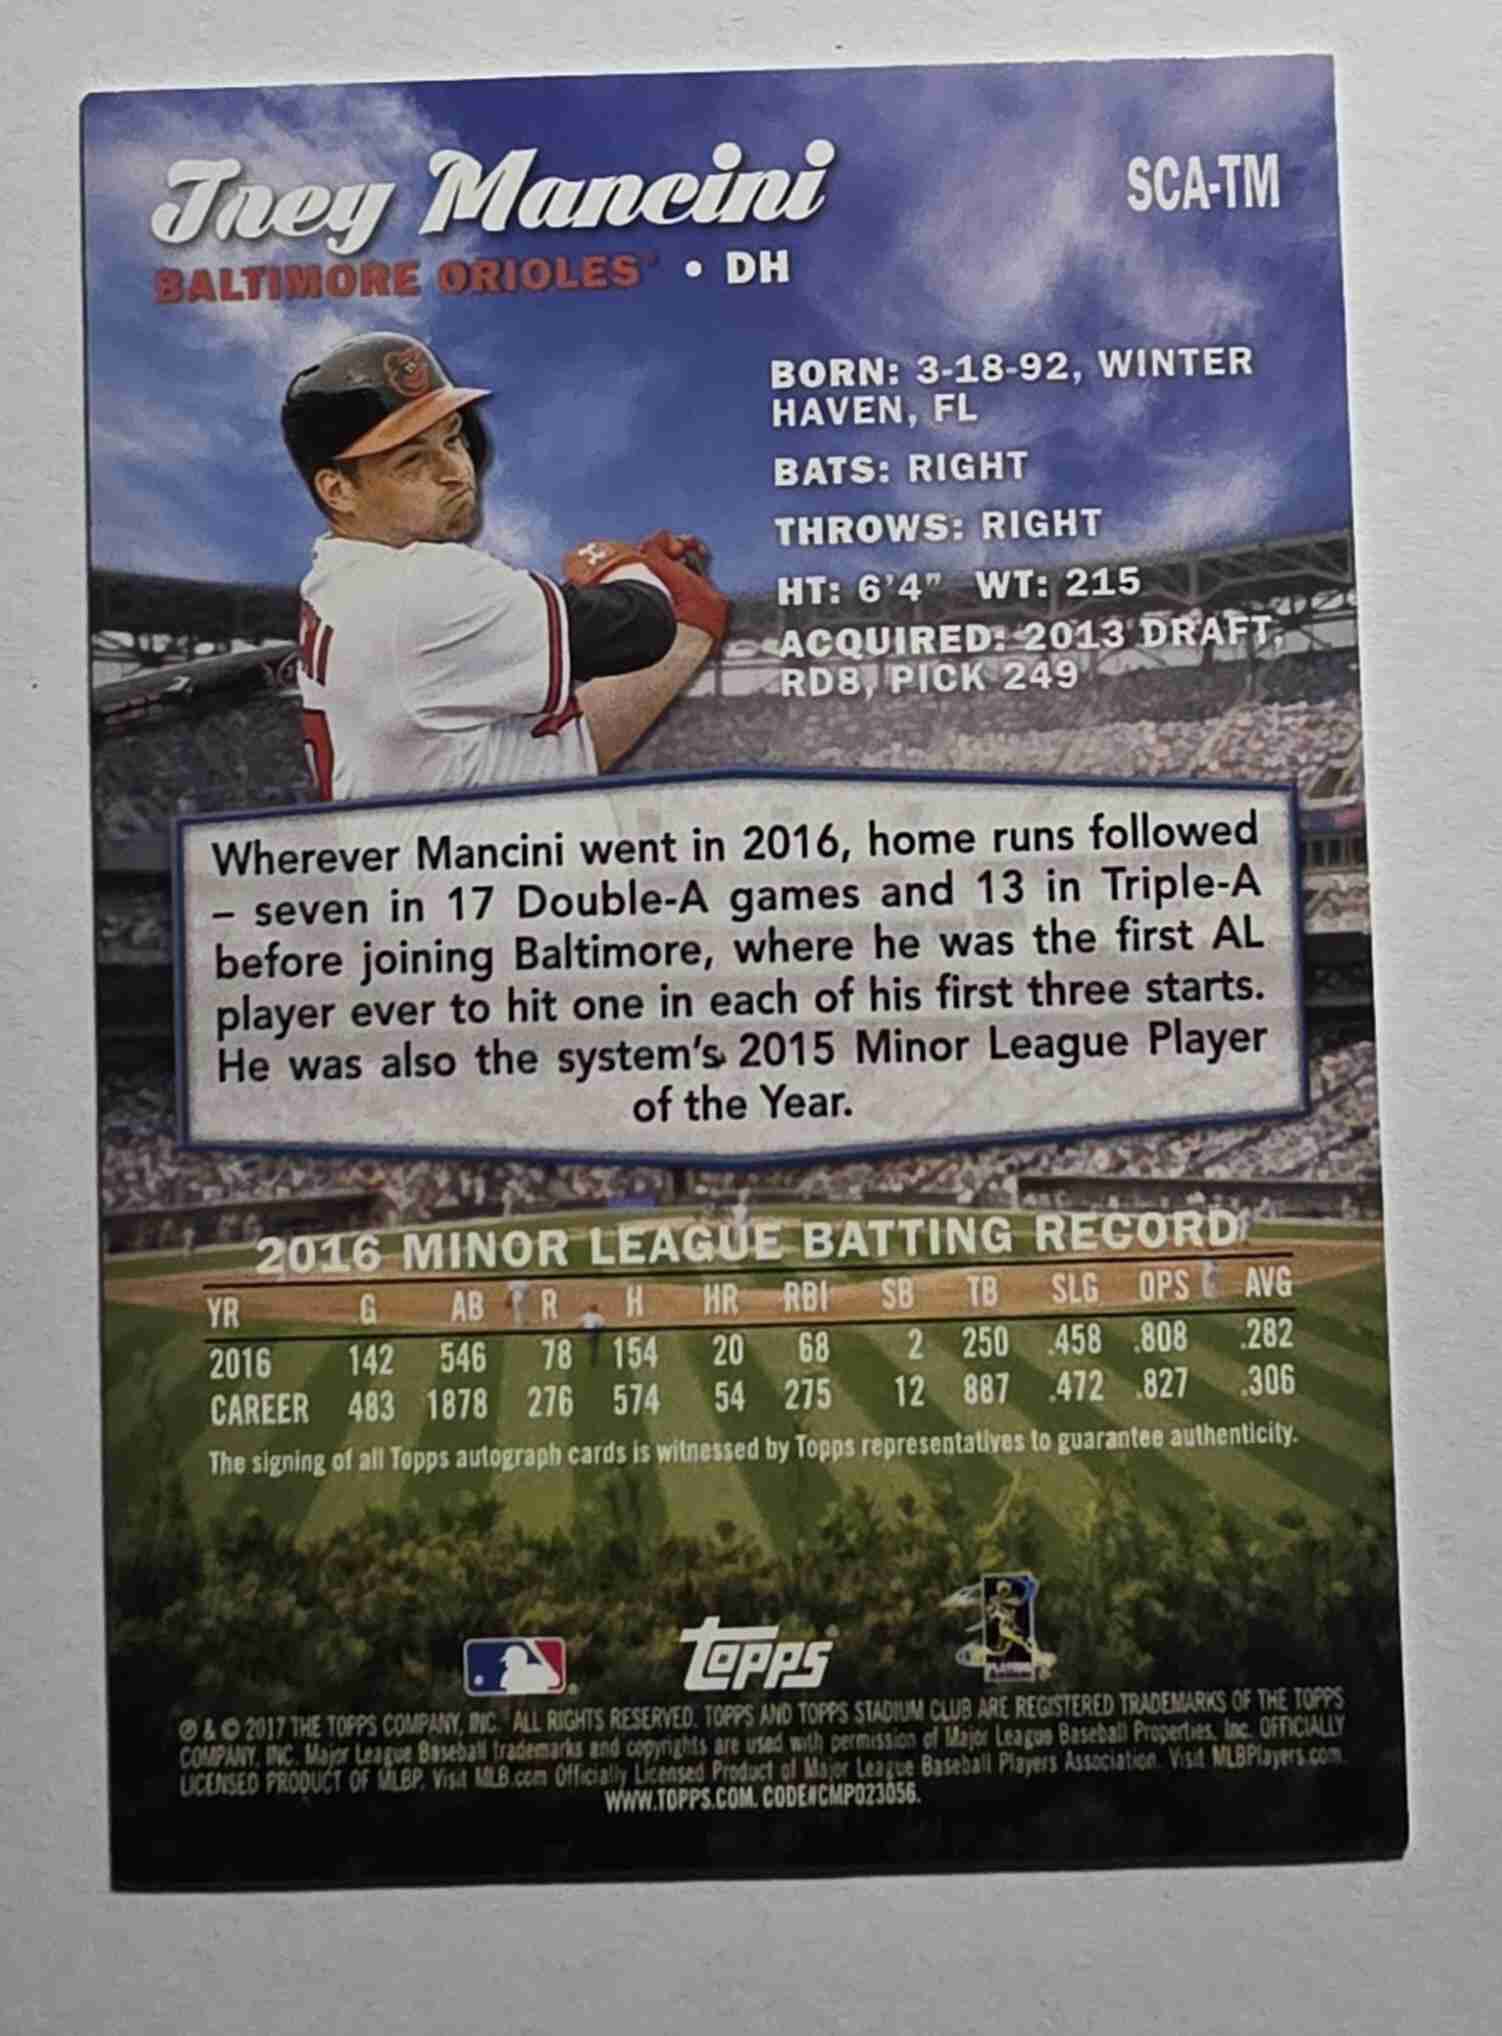 Trey Mancini
SCA-TM
BALTIMORE ORIOLES • DH
BORN: 3-18-92, WINTER
HAVEN, FL
BATS: RIGHT
THROWS: RIGHT
HT: 6'4" WT: 215
ACQUIRED: 2013 DRAFT,
RD8, PICK 249
Wherever Mancini went in 2016, home runs followed
– seven in 17 Double-A games and 13 in Triple-A
before joining Baltimore, where he was the first AL
player ever to hit one in each of his first three starts.
He was also the system's 2015 Minor League Player
of the Year.
2016 MINOR LEAGUE BATTING RECORD
YR G AB R H HR RBI SB TB SLG OPS AVG
2016 142 546 78 154 20 68 2 250 .458 .808 .282
CAREER 483 1878 276 574 54 275 12 887 .472 .827 .306
The signing of all Topps autograph cards is witnessed by Topps representatives to guarantee authenticity.
Topps
℗ & © 2017 THE TOPPS COMPANY, INC. ALL RIGHTS RESERVED. TOPPS AND TOPPS STADIUM CLUB ARE REGISTERED TRADEMARKS OF THE TOPPS
COMPANY, INC. Major League Baseball trademarks and copyrights are used with permission of Major League Baseball Properties, Inc. OFFICIALLY
LICENSED PRODUCT OF MLBP. Visit MLB.com Officially Licensed Product of Major League Baseball Players Association. Visit MLBPlayers.com.
WWW.TOPPS.COM. CODE#CMP023056.